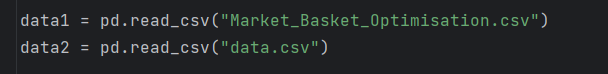 data1 = pd.read_csv("Market_Basket_Optimisation.csv")
data2 = pd.read_csv("data.csv")